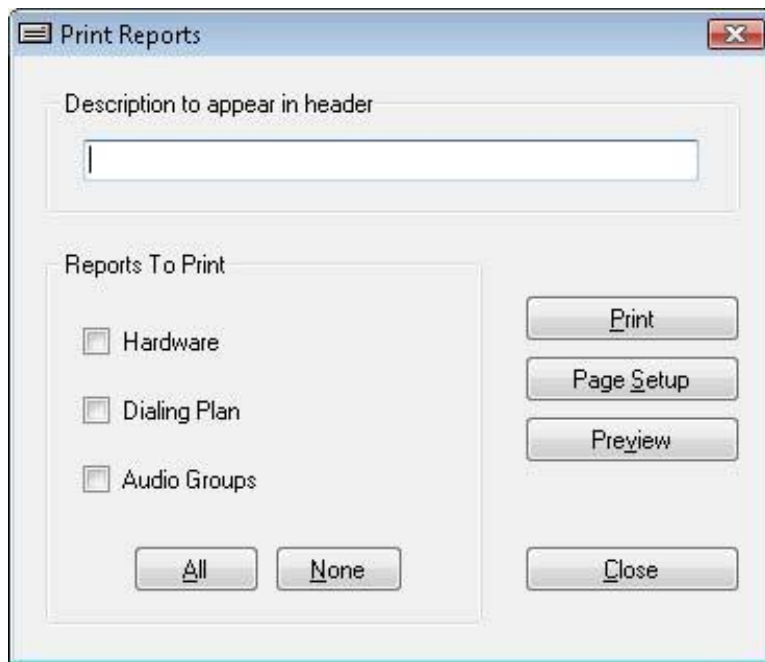 Print Reports
Description to appear in header
Reports To Print
Hardware
Dialing Plan
Audio Groups
All
None
Print
Page Setup
Preview
Close